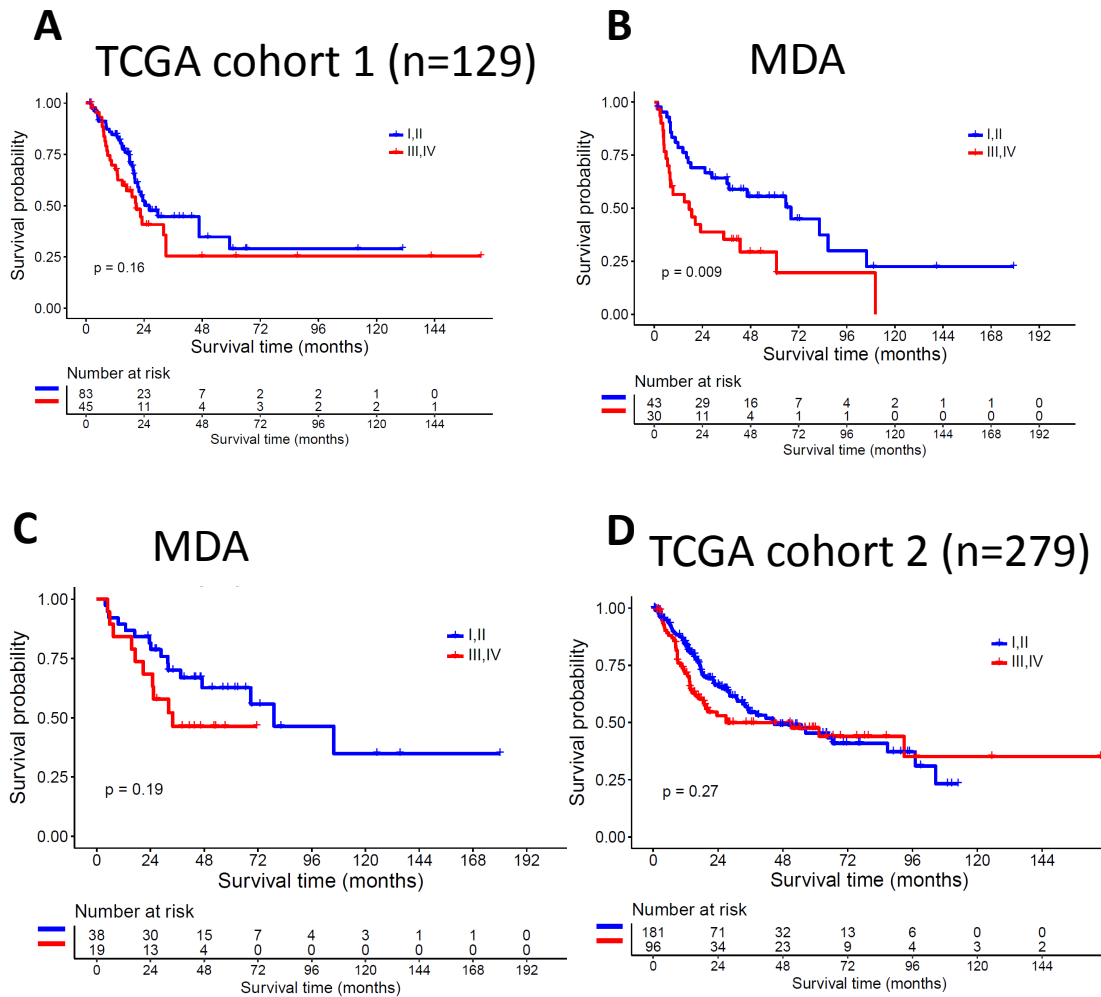 A
TCGA cohort 1 (n=129)
Survival probability
1.00
0.75
0.50
0.25
0.00
I,II
III,IV
p = 0.16
0 24 48 72 96 120 144
Survival time (months)
Number at risk
83 23 7 2 2 1 0
45 11 4 3 2 2 1
0 24 48 72 96 120 144
Survival time (months)
B
MDA
Survival probability
1.00
0.75
0.50
0.25
0.00
I,II
III,IV
p = 0.009
0 24 48 72 96 120 144 168 192
Survival time (months)
Number at risk
43 29 16 7 4 2 1 1 0
30 11 4 1 1 0 0 0 0
0 24 48 72 96 120 144 168 192
Survival time (months)
C
MDA
Survival probability
1.00
0.75
0.50
0.25
0.00
I,II
III,IV
p = 0.19
0 24 48 72 96 120 144 168 192
Survival time (months)
Number at risk
38 30 15 7 4 3 1 1 0
19 13 4 0 0 0 0 0 0
0 24 48 72 96 120 144 168 192
Survival time (months)
D
TCGA cohort 2 (n=279)
Survival probability
1.00
0.75
0.50
0.25
0.00
I,II
III,IV
p = 0.27
0 24 48 72 96 120 144
Survival time (months)
Number at risk
181 71 32 13 6 0 0
96 34 23 9 4 3 2
0 24 48 72 96 120 144
Survival time (months)